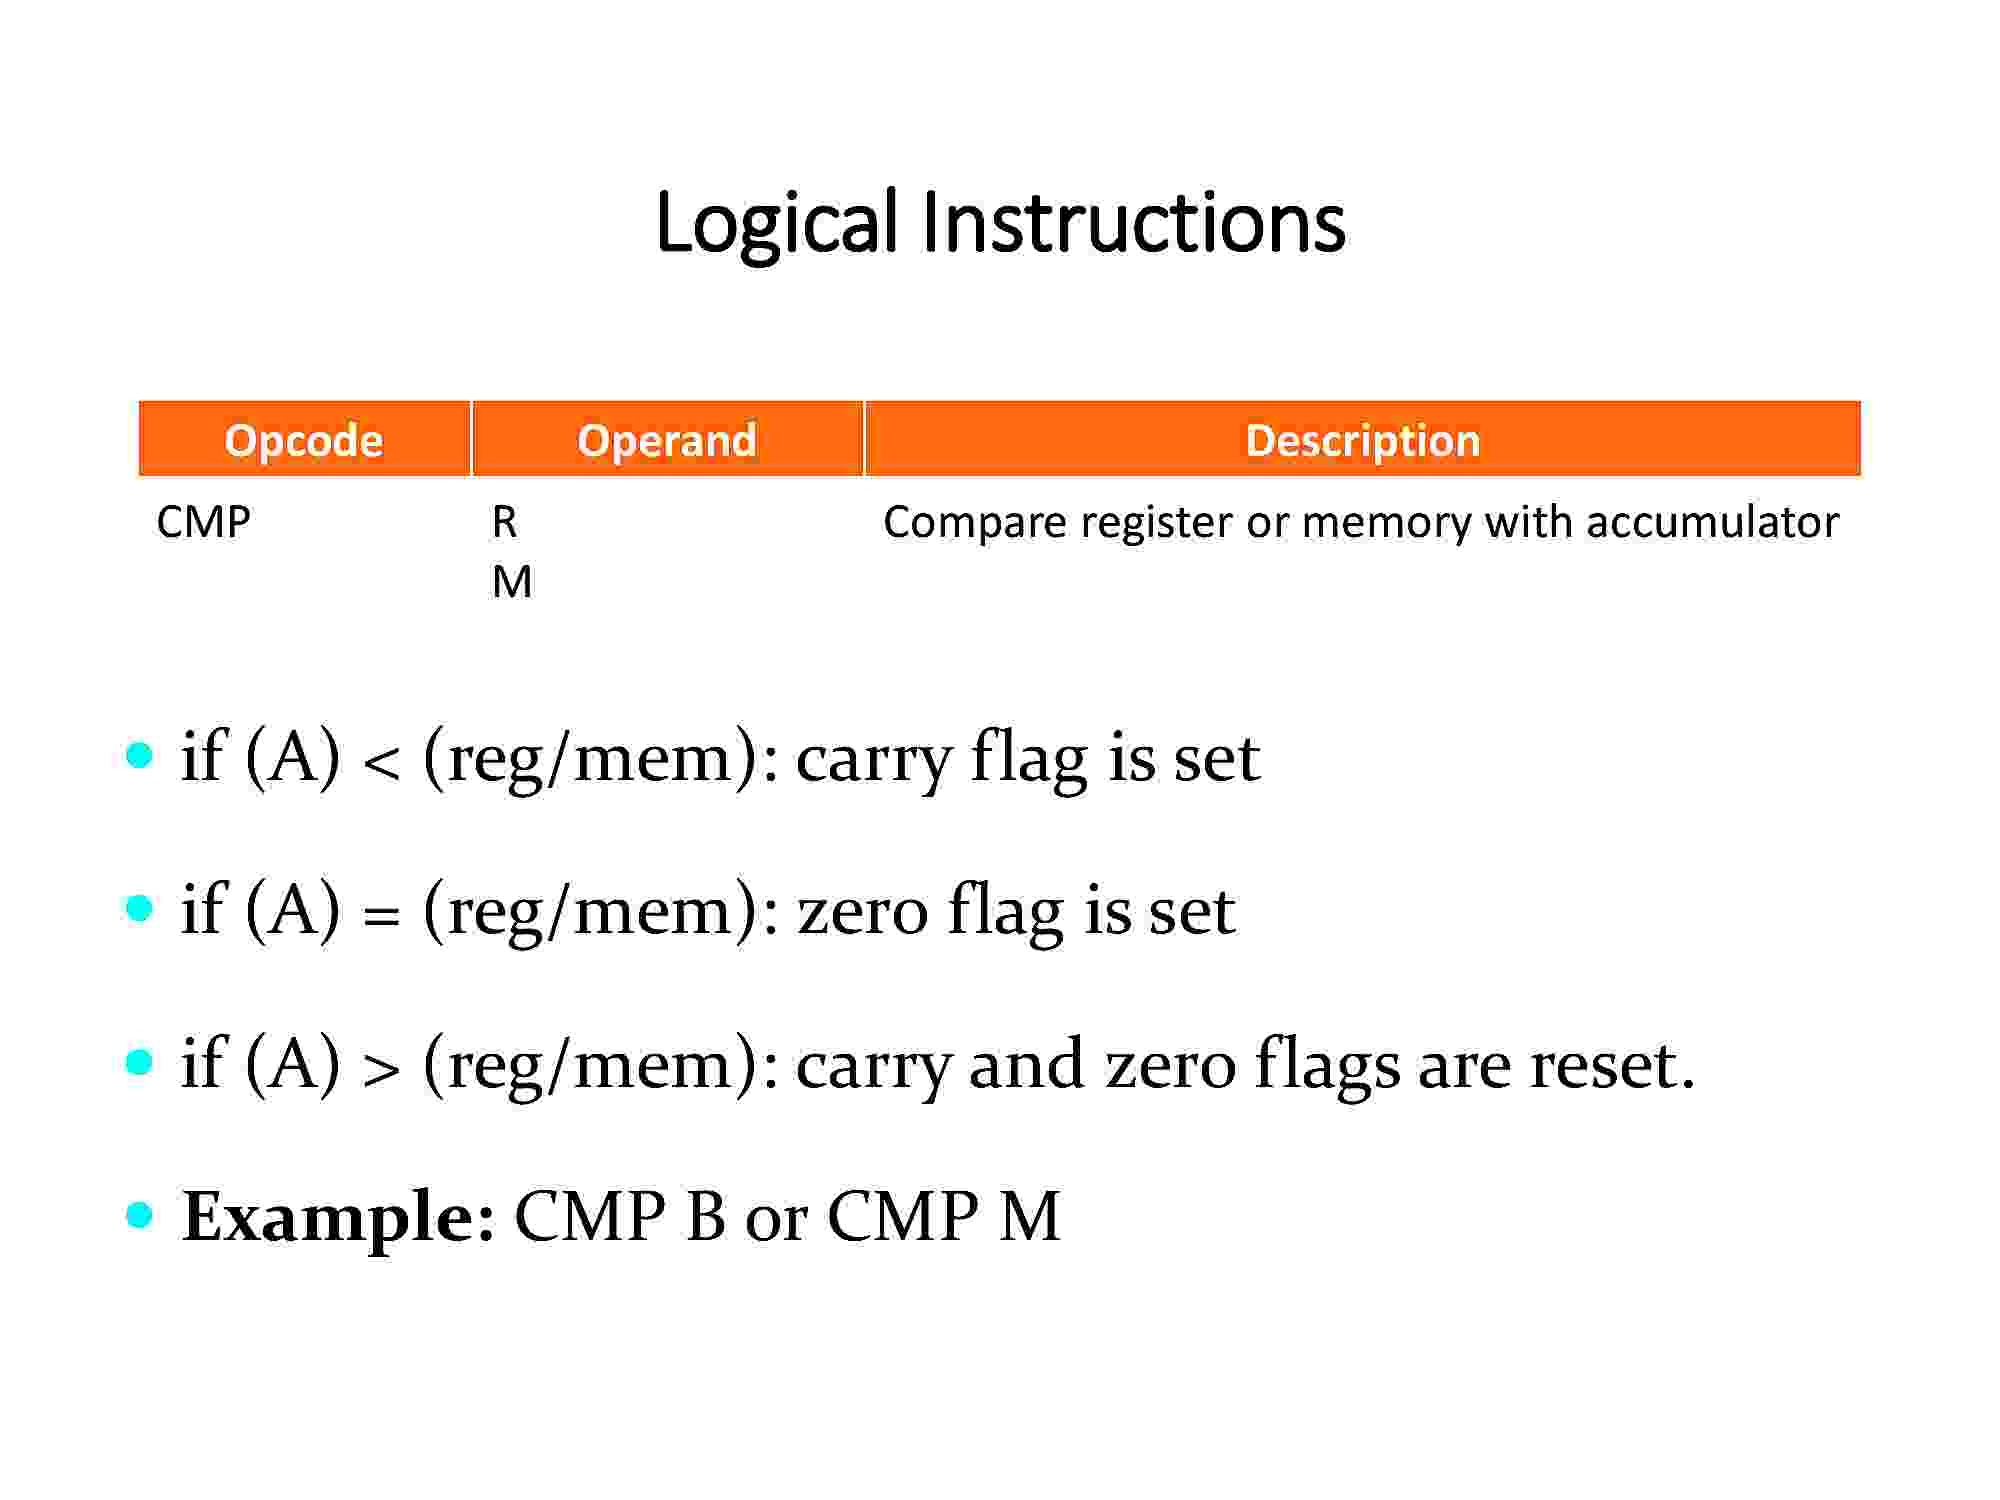 Logical Instructions
Opcode Operand Description
CMP R Compare register or memory with accumulator
M
• if (A) < (reg/mem): carry flag is set
• if (A) = (reg/mem): zero flag is set
• if (A) > (reg/mem): carry and zero flags are reset.
• Example: CMP B or CMP M